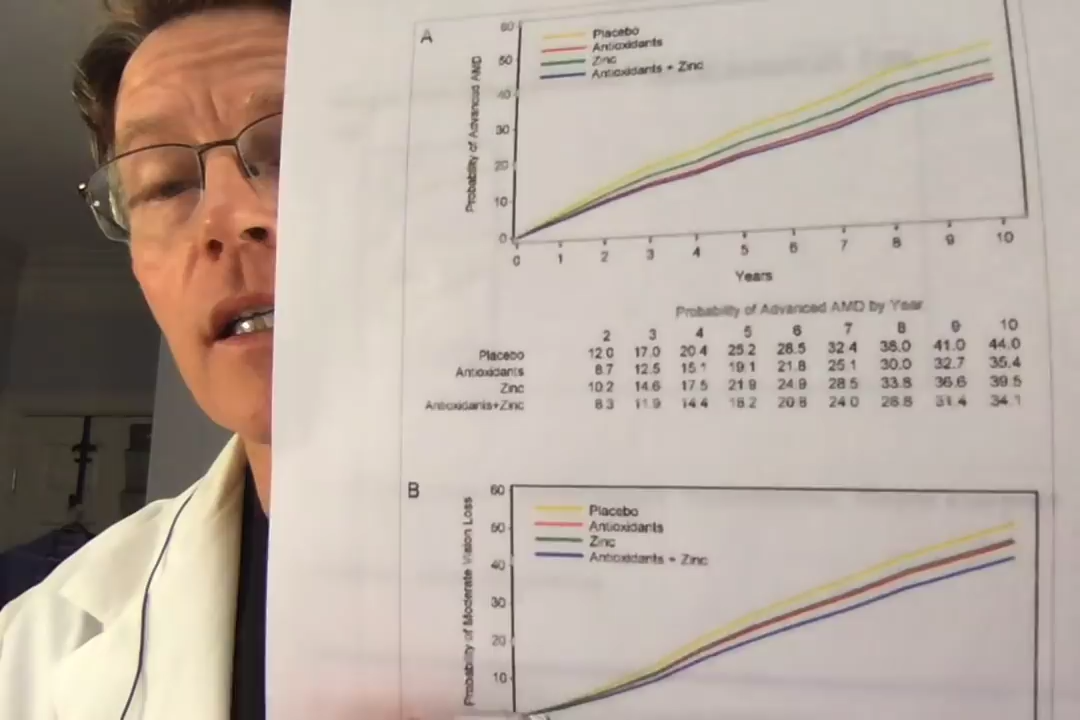 A
Placebo
Antioxidants
Zinc
Antioxidants + Zinc
Probability of Advanced AMD
60
50
40
30
20
10
0
0 1 2 3 4 5 6 7 8 9 10
Years
Probability of Advanced AMD by Year
2 3 4 5 6 7 8 9 10
Placebo 12.0 17.0 20.4 25.2 28.5 32.4 38.0 41.0 44.0
Antioxidants 8.7 12.5 15.1 19.1 21.8 25.1 30.0 32.7 35.4
Zinc 10.2 14.6 17.5 21.9 24.9 28.5 33.8 36.6 39.5
Antioxidants+Zinc 8.3 11.9 14.4 18.2 20.8 24.0 28.8 31.4 34.1
B
Placebo
Antioxidants
Zinc
Antioxidants + Zinc
Probability of Moderate Vision Loss
60
50
40
30
20
10